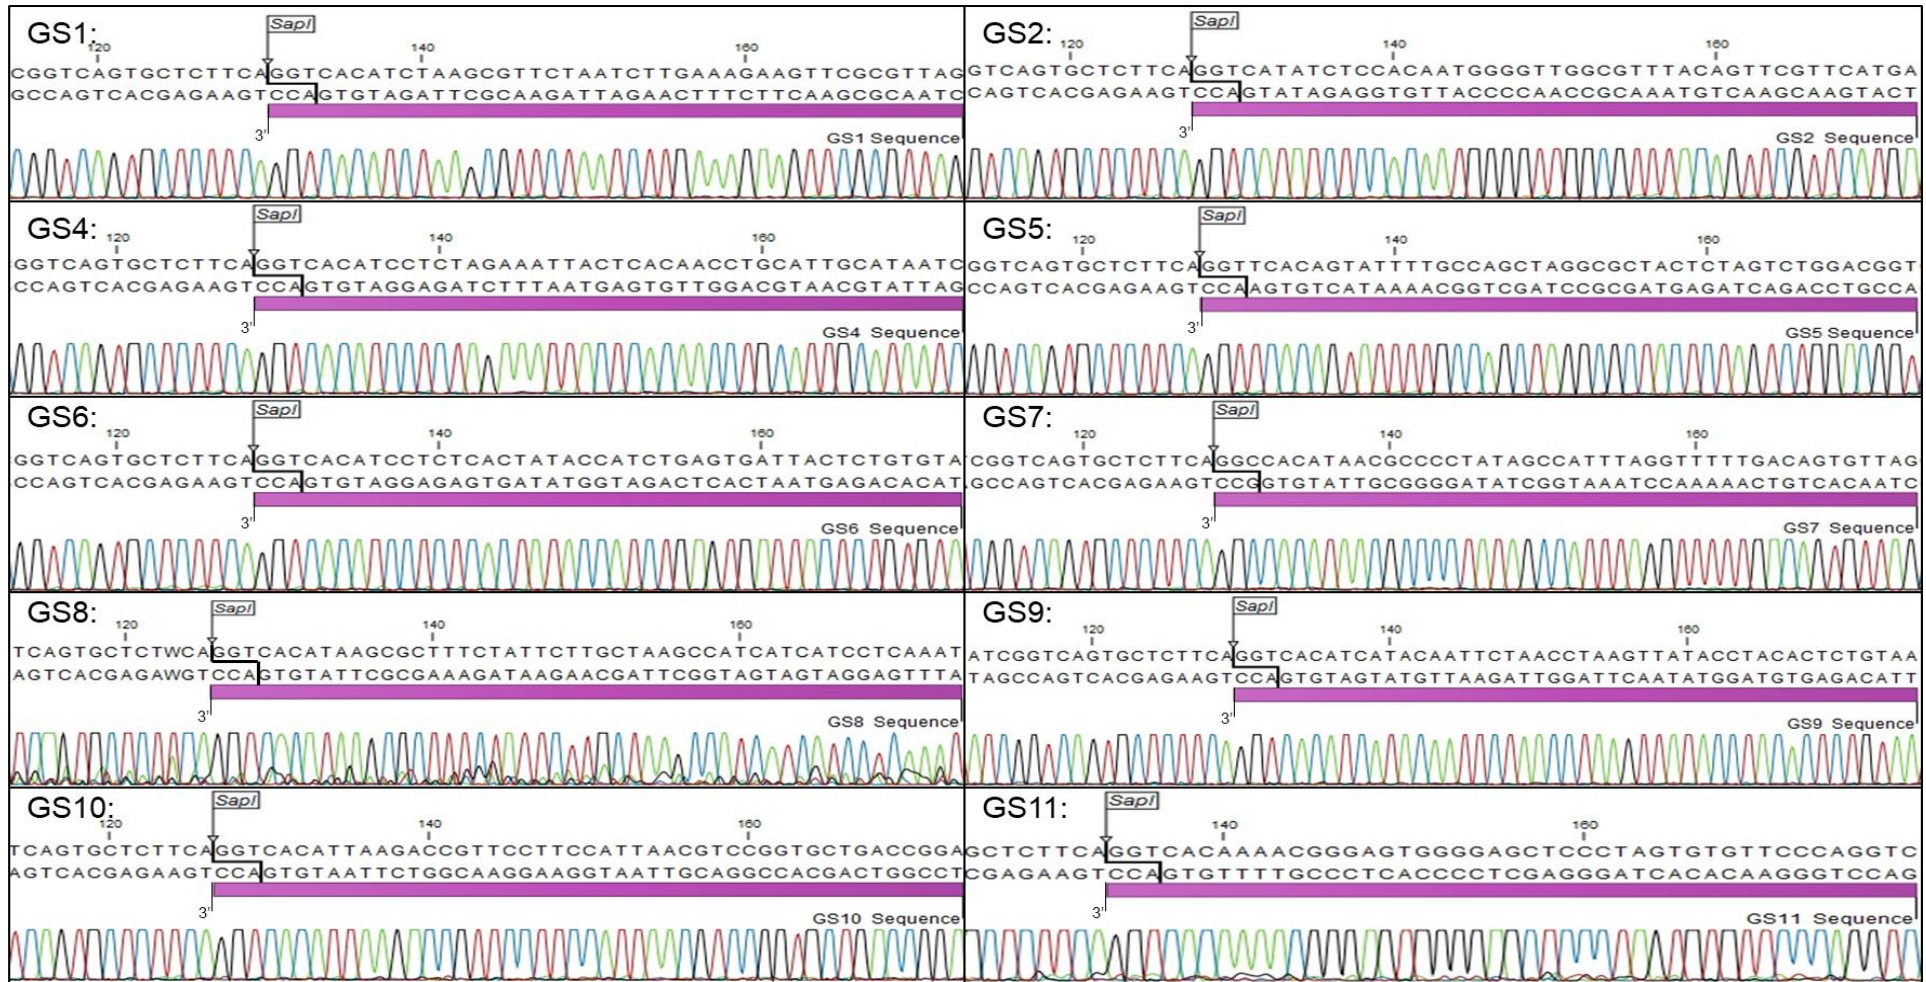 GS1:
SapI
120 140 160
CGGTCAGTGCTCTTCAGGTCACATCTAAGCGTTCTAATCTTGAAAGAAGTTCGCGTTAG
GCCAGTCACGAGAAGTCCAGTGTAGATTCGCAAGATTAGAACTTTCTTCAAGCGCAATC
3'
GS1 Sequence
GS2:
SapI
120 140 160
GTCAGTGCTCTTCAGGTCATATCTCCACAATGGGGTTGGCGTTTACAGTTCGTTCATGA
CAGTCACGAGAAGTCCAGTATAGAGGTGTTACCCCAACCGCAAATGTCAAGCAAGTACT
3'
GS2 Sequence
GS4:
SapI
120 140 160
GGTCAGTGCTCTTCAGGTCACATCCTCTAGAAATTACTCACAACCTGCATTGCATAATC
CCAGTCACGAGAAGTCCAGTGTAGGAGATCTTTAATGAGTGTTGGACGTAACGTATTAG
3'
GS4 Sequence
GS5:
SapI
120 140 160
GGTCAGTGCTCTTCAGGTTCACAGTATTTTGCCAGCTAGGCGCTACTCTAGTCTGGACGGT
CCAGTCACGAGAAGTCCAAGTGTCATAAAACGGTCGATCCGCGATGAGATCAGACCTGCCA
3'
GS5 Sequence
GS6:
SapI
120 140 160
GGTCAGTGCTCTTCAGGTCACATCCTCTCACTATACCATCTGAGTGATTACTCTGTGTA
CCAGTCACGAGAAGTCCAGTGTAGGAGAGTGATATGGTAGACTCACTAATGAGACACAT
3'
GS6 Sequence
GS7:
SapI
120 140 160
CGGTCAGTGCTCTTCAGGCCACATAACGCCCCTATAGCCATTTAGGTTTTTGACAGTGTTAG
GCCAGTCACGAGAAGTCCGGTGTATTGCGGGGATATCGGTAAATCCAAAAACTGTCACAATC
3'
GS7 Sequence
GS8:
SapI
120 140 160
TCAGTGCTCTWCAGGTCACATAAGCGCTTTCTATTCTTGCTAAGCCATCATCATCCTCAAAT
AGTCACGAGAWGTCCAGTGTATTCGCGAAAGATAAGAACGATTCGGTAGTAGTAGGAGTTTA
3'
GS8 Sequence
GS9:
SapI
120 140 160
ATCGGTCAGTGCTCTTCAGGTCACATCATACAATTCTAACCTAAGTTATACCTACACTCTGTAA
TAGCCAGTCACGAGAAGTCCAGTGTAGTATGTTAAGATTGGATTCAATATGGATGTGAGACATT
3'
GS9 Sequence
GS10:
SapI
120 140 160
TCAGTGCTCTTCAGGTCACATTAAGACCGTTCCTTCCATTAACGTCCGGTGCTGACCGGA
AGTCACGAGAAGTCCAGTGTAATTCTGGCAAGGAAGGTAATTGCAGGCCACGACTGGCCT
3'
GS10 Sequence
GS11:
SapI
140 160
GCTCTTCAGGTCACAAAACGGGAGTGGGGAGCTCCCTAGTGTGTTCCCAGGTC
CGAGAAGTCCAGTGTTTTGCCCTCACCCCTCGAGGGATCACACAAGGGTCCAG
3'
GS11 Sequence